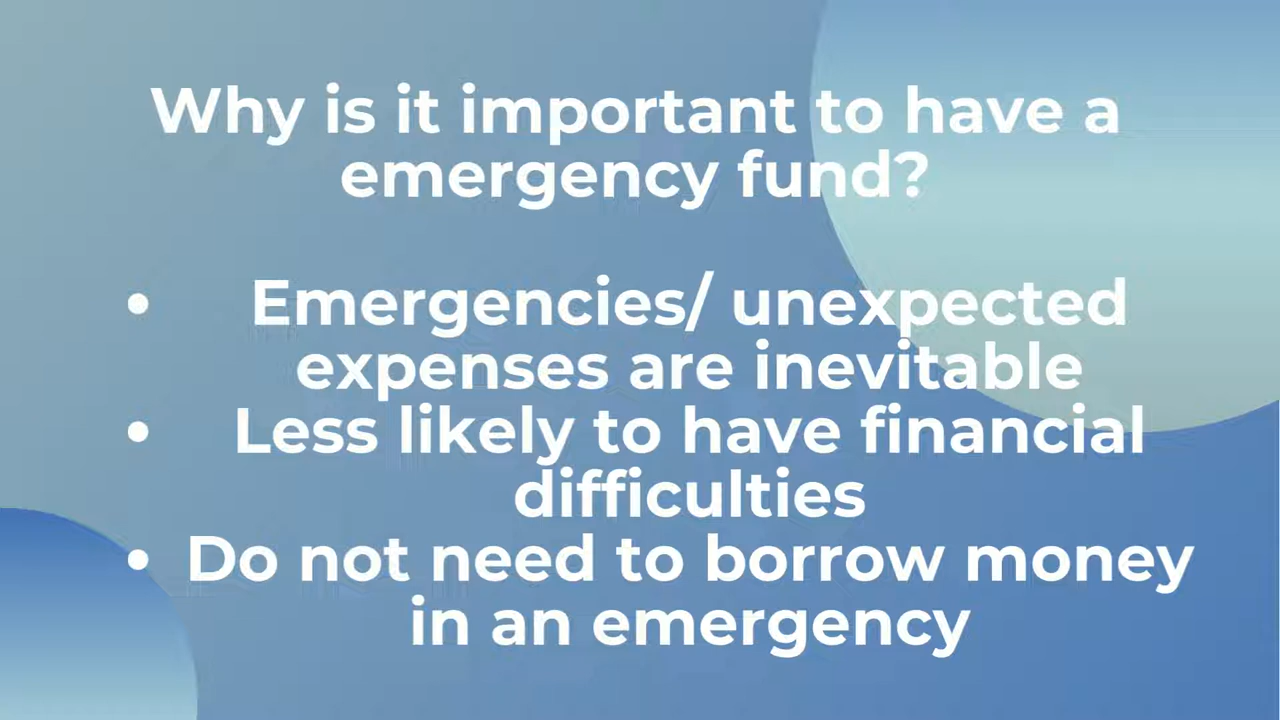 Why is it important to have a
emergency fund?
• Emergencies/ unexpected
expenses are inevitable
• Less likely to have financial
difficulties
• Do not need to borrow money
in an emergency